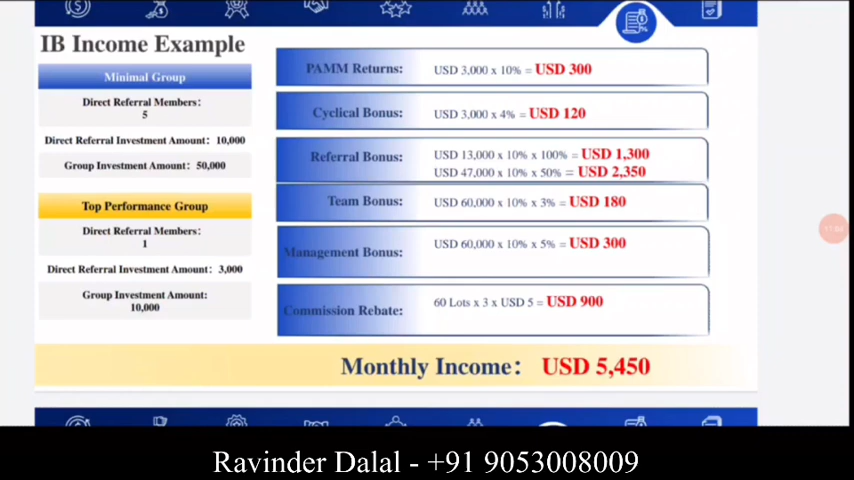 IB Income Example
Minimal Group
Direct Referral Members:
5
Direct Referral Investment Amount: 10,000
Group Investment Amount: 50,000
Top Performance Group
Direct Referral Members:
1
Direct Referral Investment Amount: 3,000
Group Investment Amount:
10,000
PAMM Returns: USD 3,000 x 10% = USD 300
Cyclical Bonus: USD 3,000 x 4% = USD 120
Referral Bonus: USD 13,000 x 10% x 100% = USD 1,300
USD 47,000 x 10% x 50% = USD 2,350
Team Bonus: USD 60,000 x 10% x 3% = USD 180
Management Bonus: USD 60,000 x 10% x 5% = USD 300
Commission Rebate: 60 Lots x 3 x USD 5 = USD 900
Monthly Income: USD 5,450
Ravinder Dalal - +91 9053008009